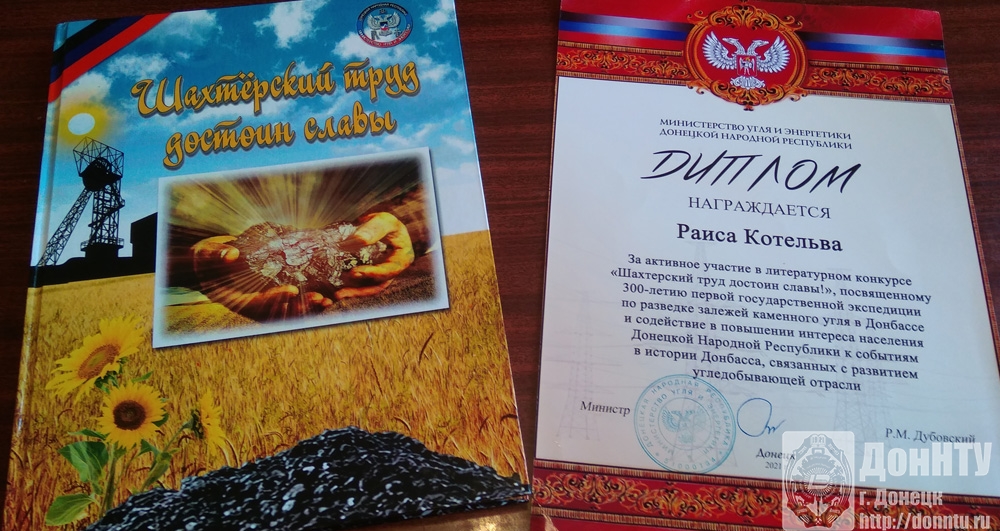 Шахтёрский труд
достоин славы
МИНИСТЕРСТВО УГЛЯ И ЭНЕРГЕТИКИ
ДОНЕЦКОЙ НАРОДНОЙ РЕСПУБЛИКИ
ДИПЛОМ
НАГРАЖДАЕТСЯ
Раиса Котельва
За активное участие в литературном конкурсе
«Шахтерский труд достоин славы!», посвященному
300-летию первой государственной экспедиции
по разведке залежей каменного угля в Донбассе
и содействие в повышении интереса населения
Донецкой Народной Республики к событиям
в истории Донбасса, связанных с развитием
угледобывающей отрасли
Министр
Р.М. Дубовский
Донецк
2021
ДонНТУ
г. Донецк
http://donntu.ru